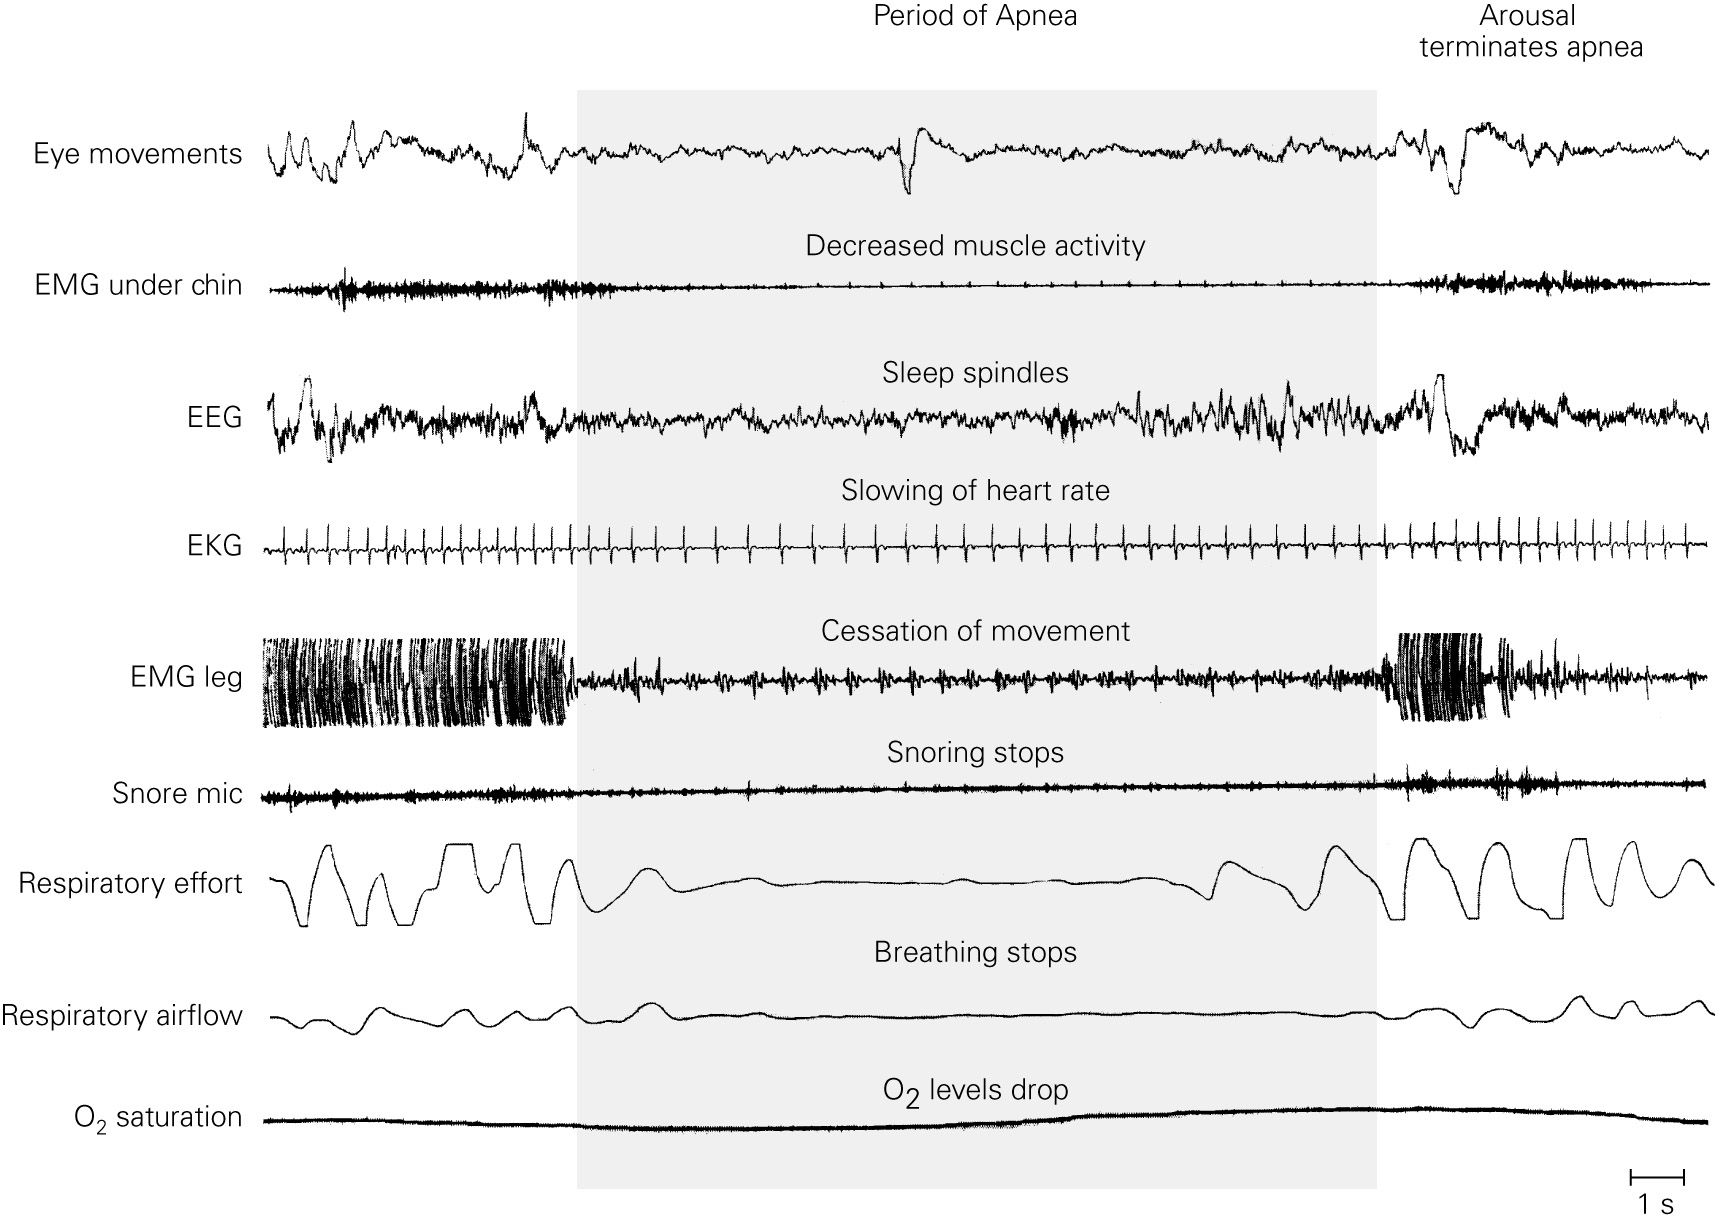 Period of Apnea
Arousal
terminates apnea
Eye movements
Decreased muscle activity
EMG under chin
Sleep spindles
EEG
Slowing of heart rate
EKG
Cessation of movement
EMG leg
Snoring stops
Snore mic
Respiratory effort
Breathing stops
Respiratory airflow
O2 levels drop
O2 saturation
1 s